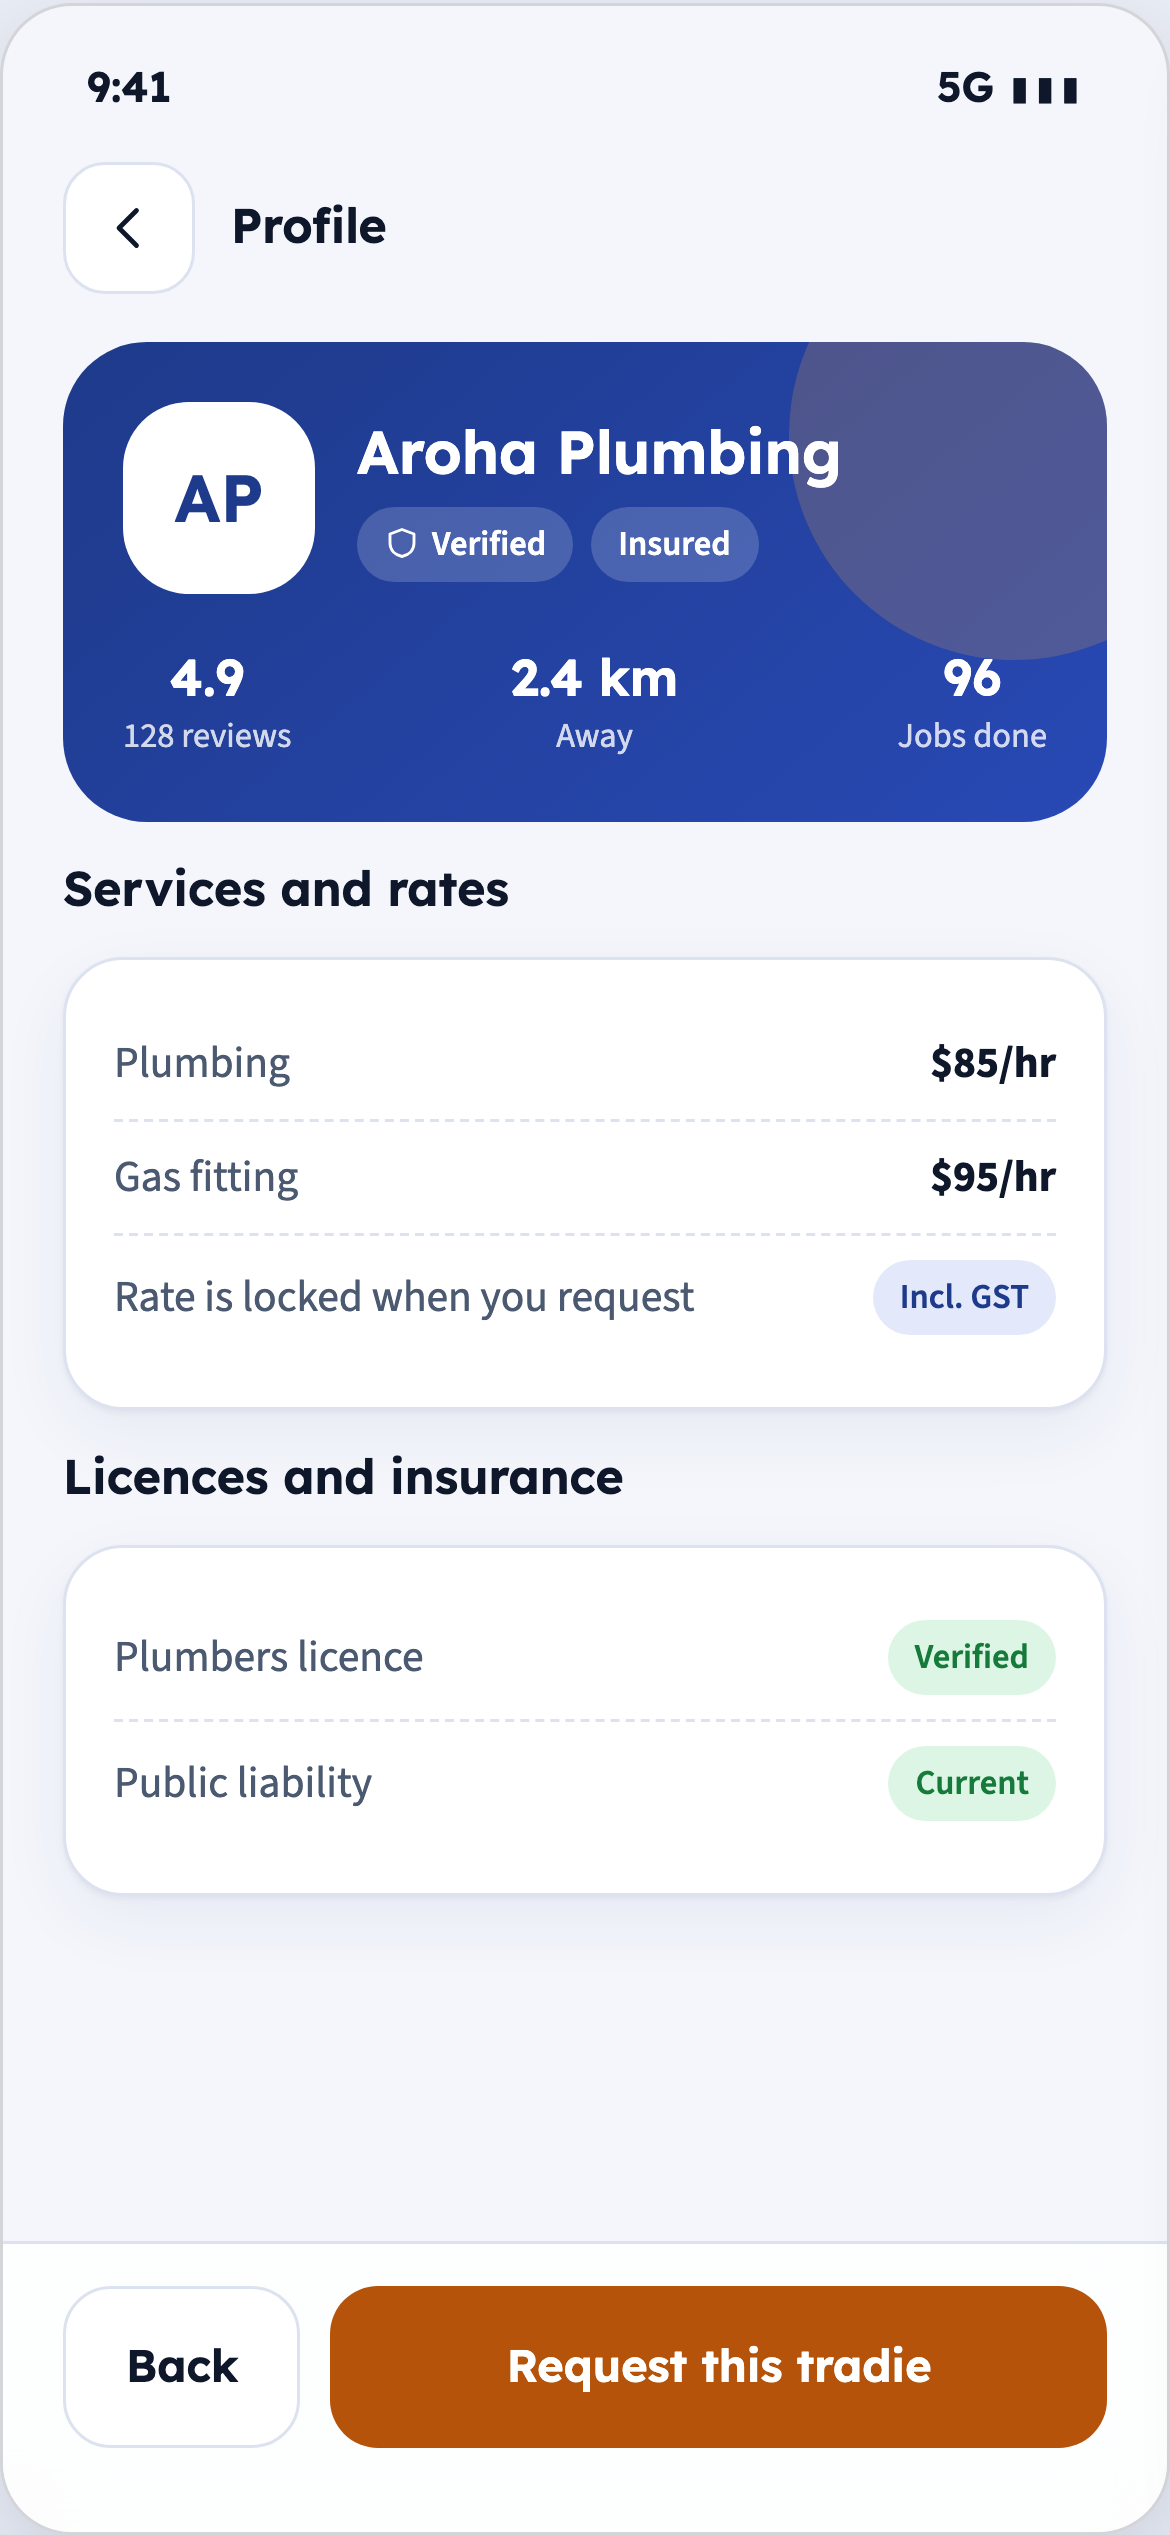 9:41 5G
Profile
AP
Aroha Plumbing
Verified Insured
4.9 2.4 km 96
128 reviews Away Jobs done
Services and rates
Plumbing $85/hr
Gas fitting $95/hr
Rate is locked when you request Incl. GST
Licences and insurance
Plumbers licence Verified
Public liability Current
Back Request this tradie